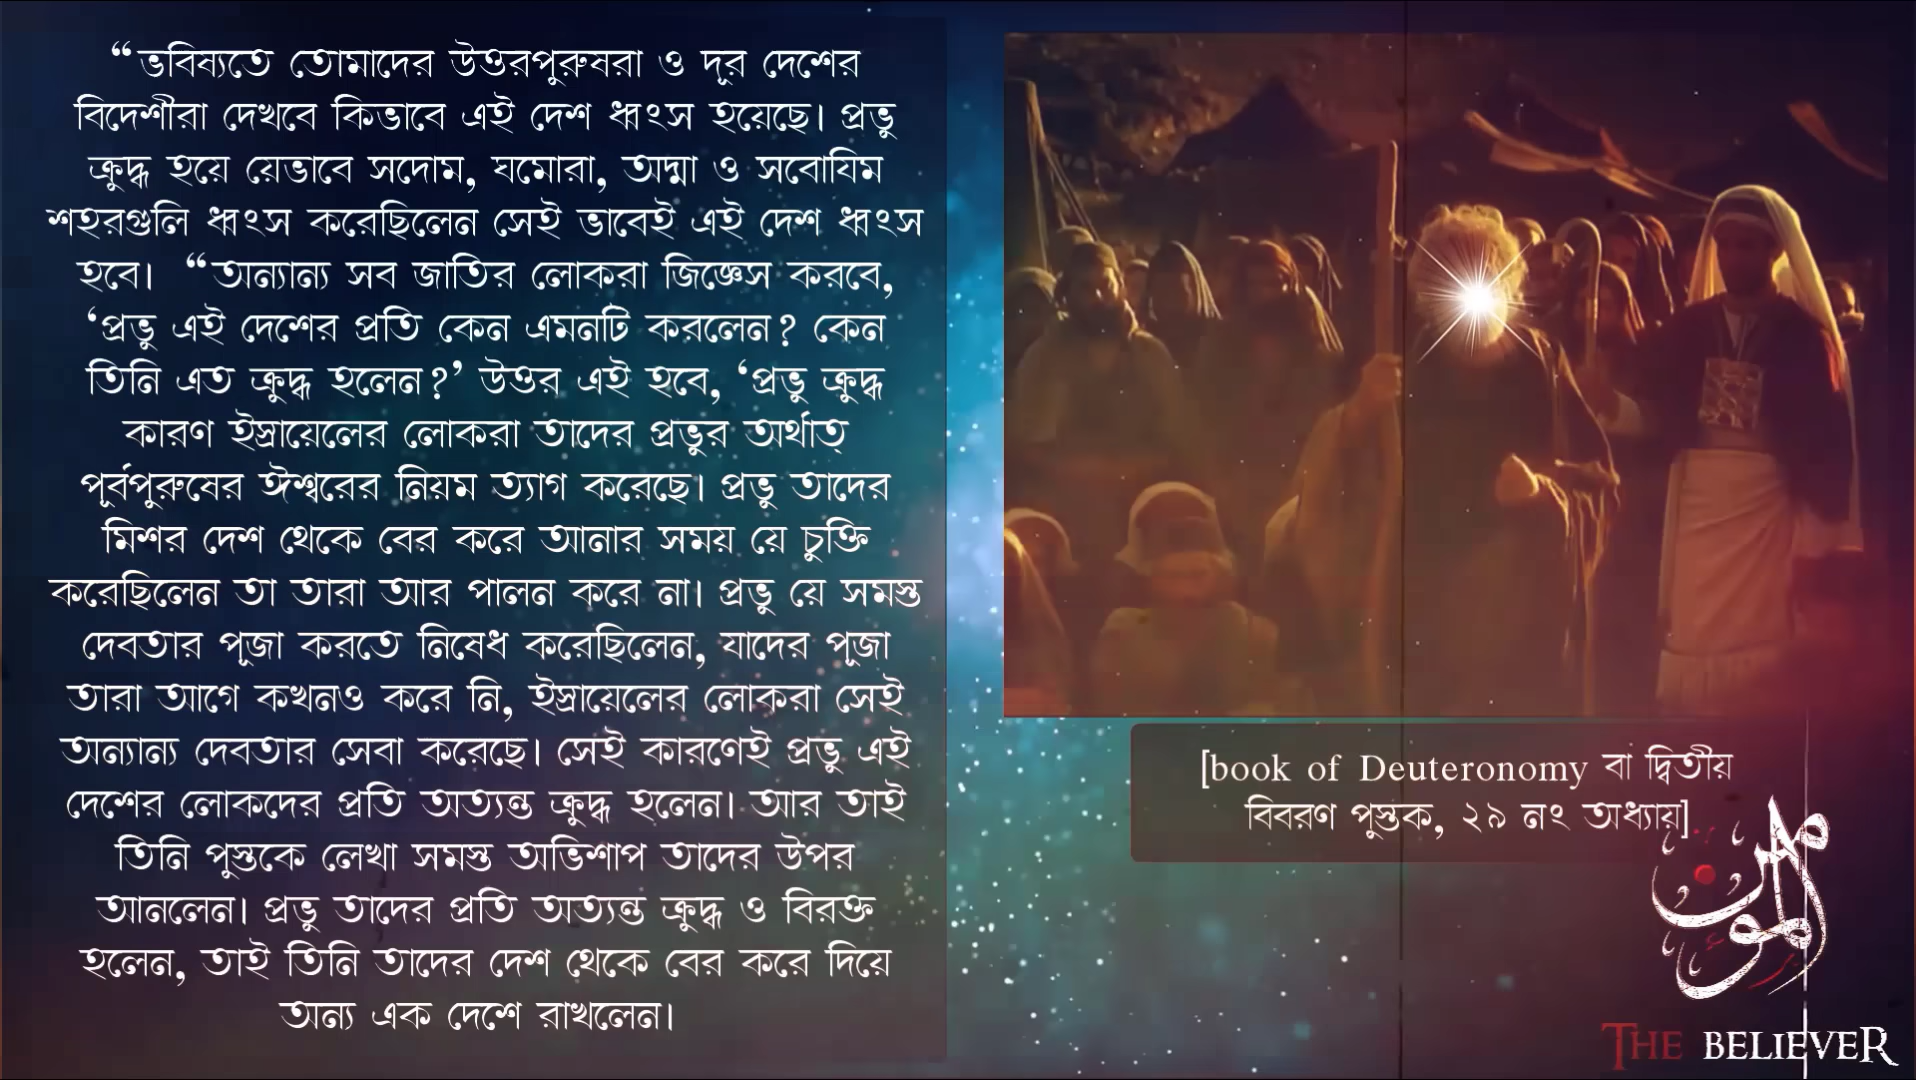 “ভবিষ্যতে তোমাদের উত্তরপুরুষরা ও দূর দেশের
বিদেশীরা দেখবে কিভাবে এই দেশ ধ্বংস হয়েছে। প্রভু
ক্রুদ্ধ হয়ে য়েভাবে সদোম, ঘমোরা, অদ্মা ও সবোযিম
শহরগুলি ধ্বংস করেছিলেন সেই ভাবেই এই দেশ ধ্বংস
হবে। “অন্যান্য সব জাতির লোকরা জিজ্ঞেস করবে,
‘প্রভু এই দেশের প্রতি কেন এমনটি করলেন? কেন
তিনি এত ক্রুদ্ধ হলেন?’ উত্তর এই হবে, ‘প্রভু ক্রুদ্ধ
কারণ ইস্রায়েলের লোকরা তাদের প্রভুর অর্থাত্‌
পূর্বপুরুষের ঈশ্বরের নিয়ম ত্যাগ করেছে। প্রভু তাদের
মিশর দেশ থেকে বের করে আনার সময় য়ে চুক্তি
করেছিলেন তা তারা আর পালন করে না। প্রভু য়ে সমস্ত
দেবতার পূজা করতে নিষেধ করেছিলেন, যাদের পূজা
তারা আগে কখনও করে নি, ইস্রায়েলের লোকরা সেই
অন্যান্য দেবতার সেবা করেছে। সেই কারণেই প্রভু এই
দেশের লোকদের প্রতি অত্যন্ত ক্রুদ্ধ হলেন। আর তাই
তিনি পুস্তকে লেখা সমস্ত অভিশাপ তাদের উপর
আনলেন। প্রভু তাদের প্রতি অত্যন্ত ক্রুদ্ধ ও বিরক্ত
হলেন, তাই তিনি তাদের দেশ থেকে বের করে দিয়ে
অন্য এক দেশে রাখলেন।
[book of Deuteronomy বা দ্বিতীয়
বিবরণ পুস্তক, ২৯ নং অধ্যায়]
THE BELIEVER